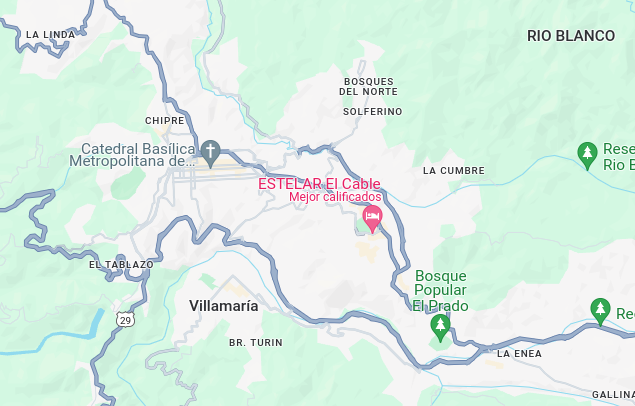 LA LINDA
RIO BLANCO
BOSQUES
DEL NORTE
SOLFERINO
CHIPRE
Catedral Basílica
Metropolitana de...
Rese
Rio B
LA CUMBRE
ESTELAR El Cable
Mejor calificados
EL TABLAZO
Bosque
Popular
El Prado
Villamaría
29
Re
BR. TURIN
LA ENEA
GALLINA